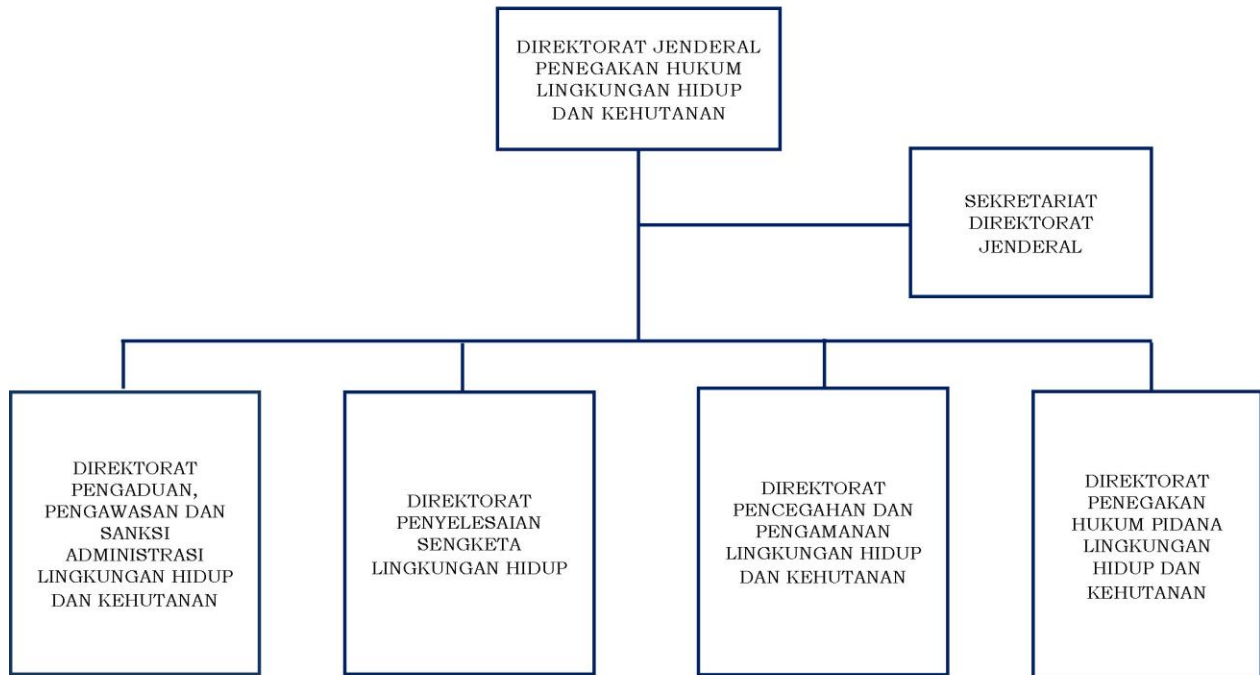 DIREKTORAT JENDERAL
PENEGAKAN HUKUM
LINGKUNGAN HIDUP
DAN KEHUTANAN
SEKRETARIAT
DIREKTORAT
JENDERAL
DIREKTORAT
PENGADUAN,
PENGAWASAN DAN
SANKSI
ADMINISTRASI
LINGKUNGAN HIDUP
DAN KEHUTANAN
DIREKTORAT
PENYELESAIAN
SENGKETA
LINGKUNGAN HIDUP
DIREKTORAT
PENCEGAHAN DAN
PENGAMANAN
LINGKUNGAN HIDUP
DAN KEHUTANAN
DIREKTORAT
PENEGAKAN
HUKUM PIDANA
LINGKUNGAN
HIDUP DAN
KEHUTANAN